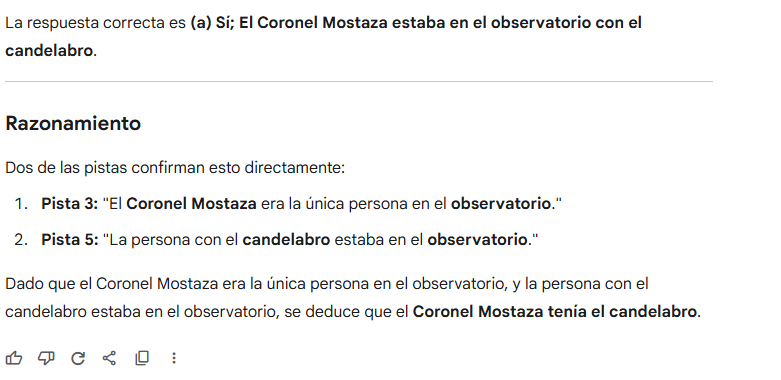 La respuesta correcta es (a) Sí; El Coronel Mostaza estaba en el observatorio con el
candelabro.
Razonamiento
Dos de las pistas confirman esto directamente:
1. Pista 3: "El Coronel Mostaza era la única persona en el observatorio."
2. Pista 5: "La persona con el candelabro estaba en el observatorio."
Dado que el Coronel Mostaza era la única persona en el observatorio, y la persona con el
candelabro estaba en el observatorio, se deduce que el Coronel Mostaza tenía el candelabro.